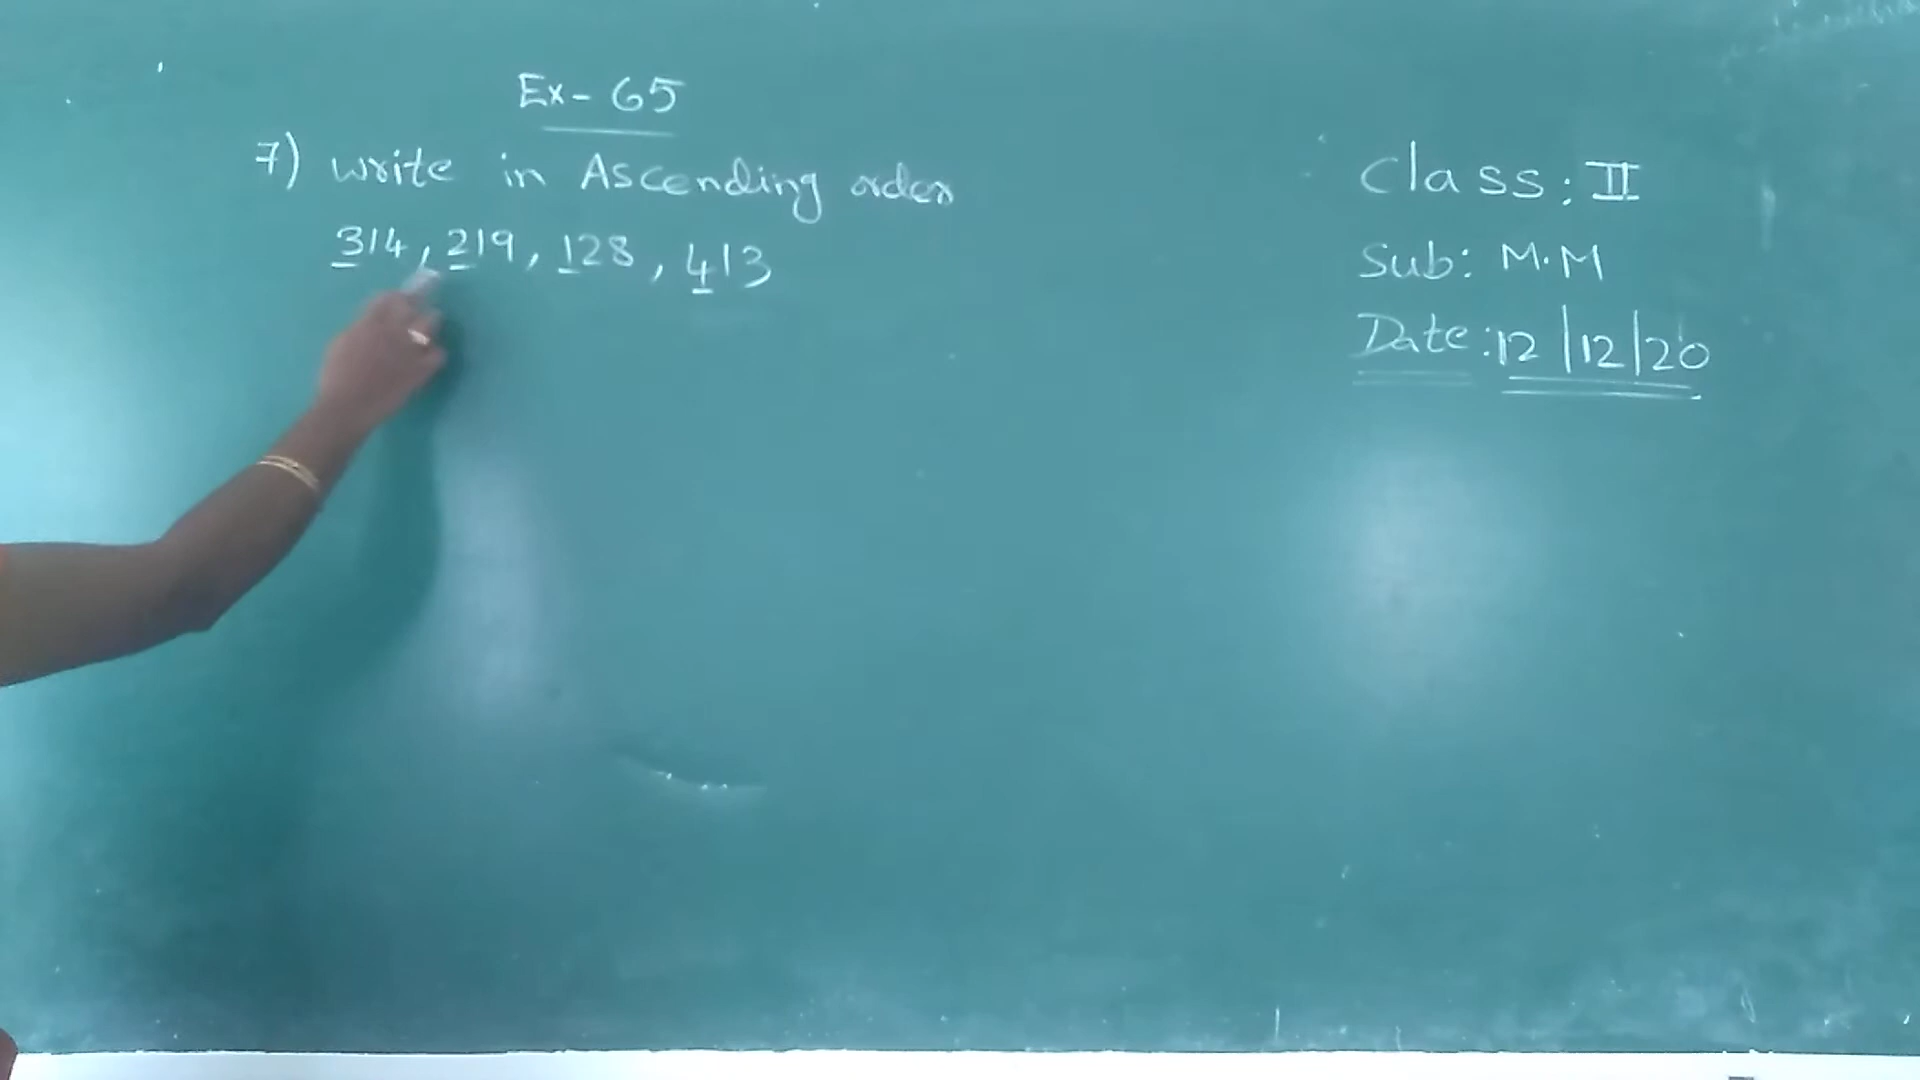 Ex- 65
7) write in Ascending order
314, 219, 128, 413
Class: II
Sub: M.M
Date: 12|12|20